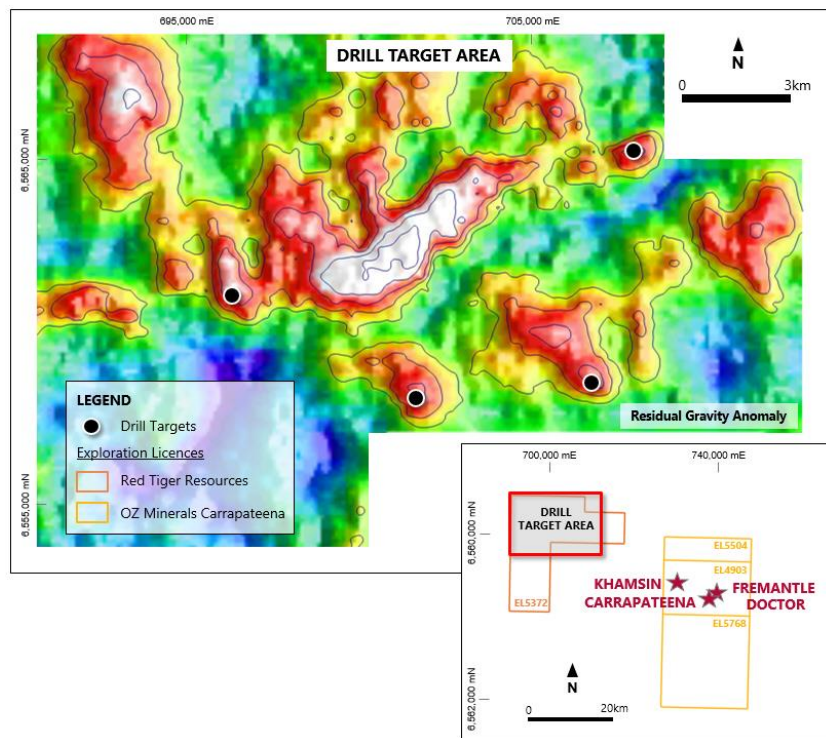 695,000 mE
705,000 mE
DRILL TARGET AREA
N
0
3km
6,565,000 mN
6,555,000 mN
LEGEND
Drill Targets
Exploration Licences
Red Tiger Resources
OZ Minerals Carrapateena
Residual Gravity Anomaly
700,000 mE
740,000 mE
DRILL
TARGET AREA
6,560,000 mN
EL5504
EL4903
KHAMSIN
CARRAPATEENA
FREMANTLE
DOCTOR
EL5372
EL5768
N
6,562,000 mN
0
20km